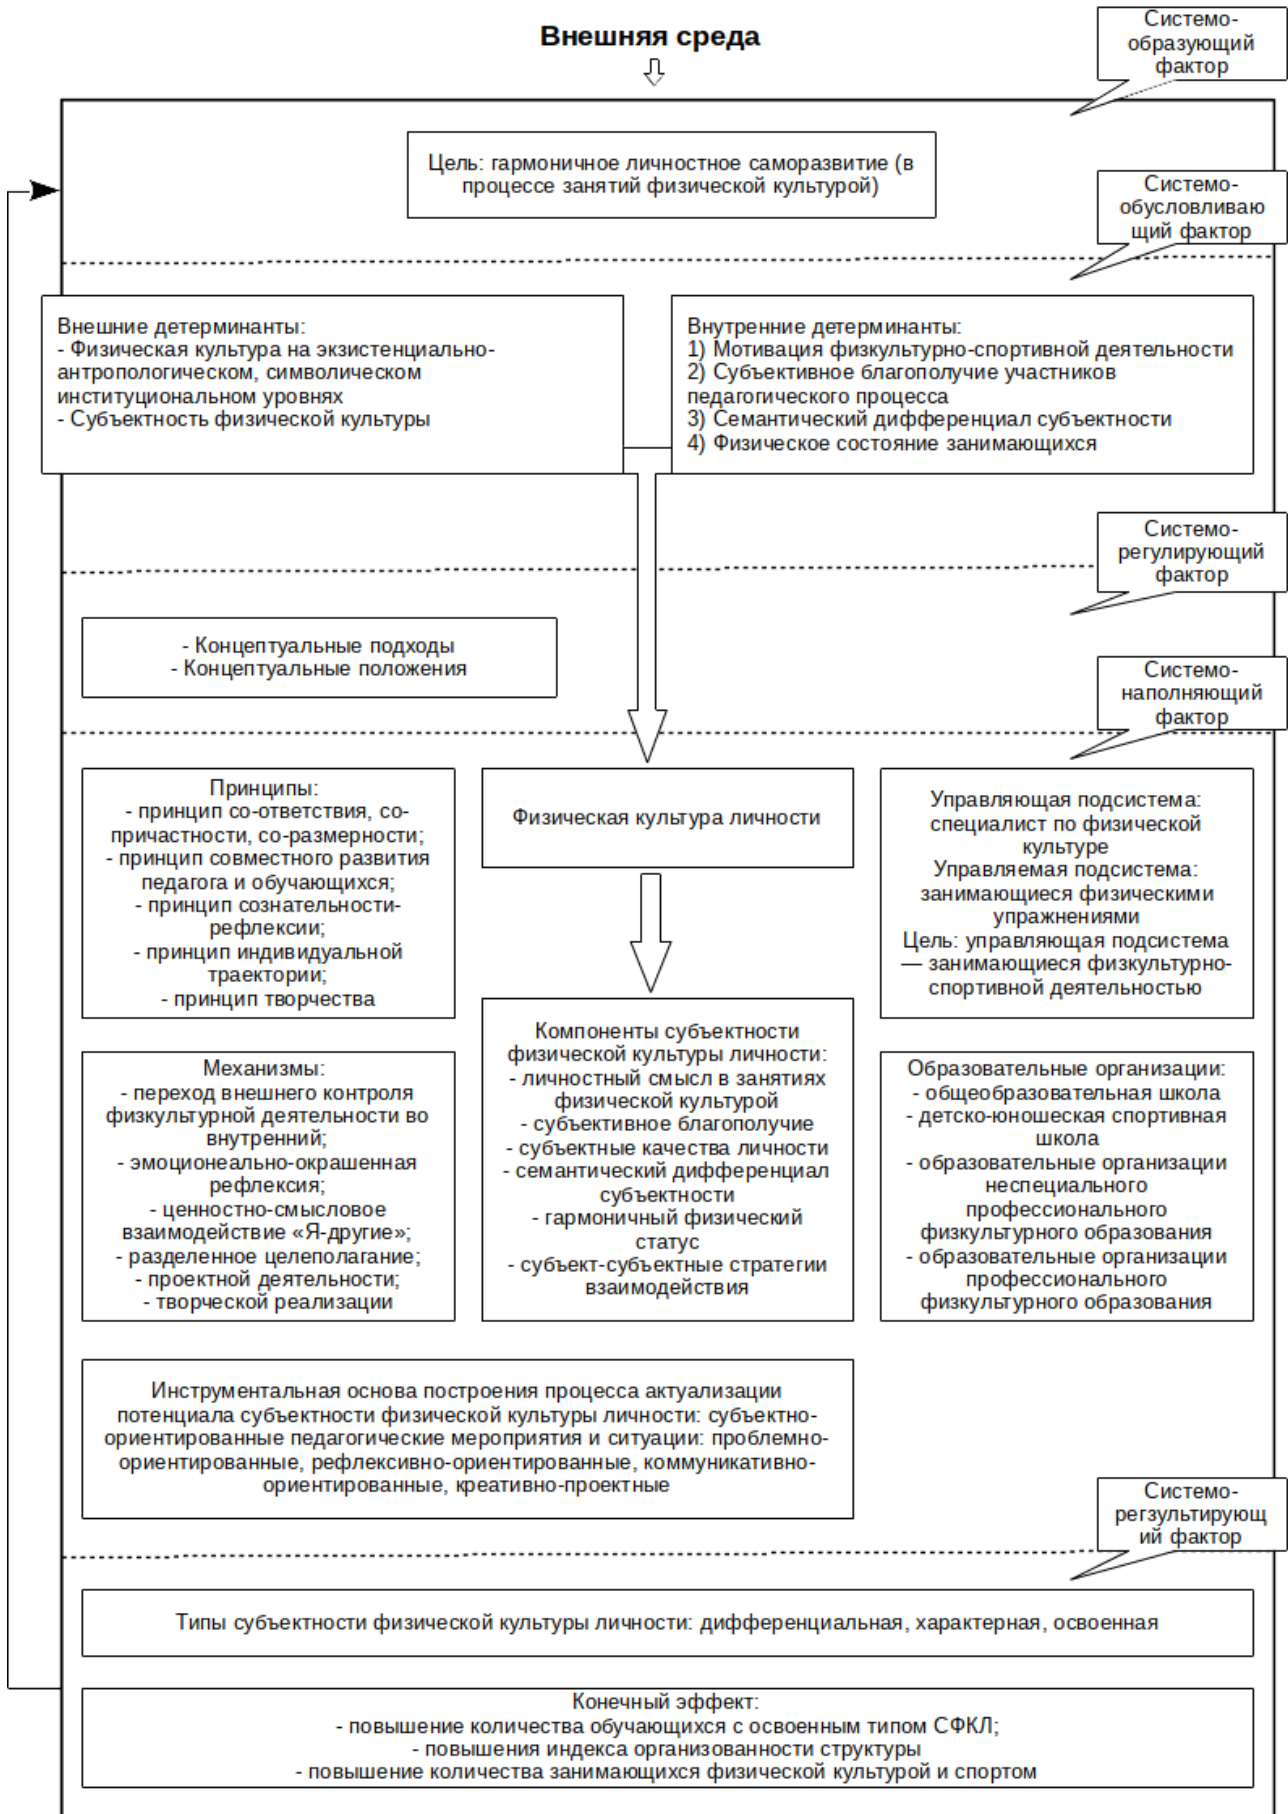 Внешняя среда
Системо-
образующий
фактор
Цель: гармоничное личностное саморазвитие (в
процессе занятий физической культурой)
Системо-
обусловливаю
щий фактор
Внешние детерминанты:
- Физическая культура на экзистенциально-
антропологическом, символическом
институциональном уровнях
- Субъектность физической культуры
Внутренние детерминанты:
1) Мотивация физкультурно-спортивной деятельности
2) Субъективное благополучие участников
педагогического процесса
3) Семантический дифференциал субъектности
4) Физическое состояние занимающихся
Системо-
регулирующий
фактор
- Концептуальные подходы
- Концептуальные положения
Системо-
наполняющий
фактор
Принципы:
- принцип со-ответствия, со-
причастности, со-размерности;
- принцип совместного развития
педагога и обучающихся;
- принцип сознательности-
рефлексии;
- принцип индивидуальной
траектории;
- принцип творчества
Физическая культура личности
Управляющая подсистема:
специалист по физической
культуре
Управляемая подсистема:
занимающиеся физическими
упражнениями
Цель: управляющая подсистема
— занимающиеся физкультурно-
спортивной деятельностью
Механизмы:
- переход внешнего контроля
физкультурной деятельности во
внутренний;
- эмоционеально-окрашенная
рефлексия;
- ценностно-смысловое
взаимодействие «Я-другие»;
- разделенное целеполагание;
- проектной деятельности;
- творческой реализации
Компоненты субъектности
физической культуры личности:
- личностный смысл в занятиях
физической культурой
- субъективное благополучие
- субъектные качества личности
- семантический дифференциал
субъектности
- гармоничный физический
статус
- субъект-субъектные стратегии
взаимодействия
Образовательные организации:
- общеобразовательная школа
- детско-юношеская спортивная
школа
- образовательные организации
неспециального
профессионального
физкультурного образования
- образовательные организации
профессионального
физкультурного образования
Инструментальная основа построения процесса актуализации
потенциала субъектности физической культуры личности: субъектно-
ориентированные педагогические мероприятия и ситуации: проблемно-
ориентированные, рефлексивно-ориентированные, коммуникативно-
ориентированные, креативно-проектные
Системо-
регзультирующ
ий фактор
Типы субъектности физической культуры личности: дифференциальная, характерная, освоенная
Конечный эффект:
- повышение количества обучающихся с освоенным типом СФКЛ;
- повышения индекса организованности структуры
- повышение количества занимающихся физической культурой и спортом